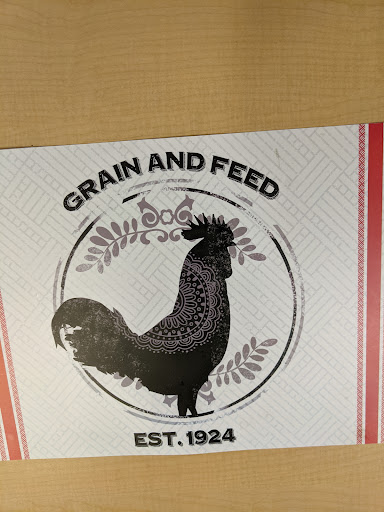 GRAIN AND FEED
EST. 1924